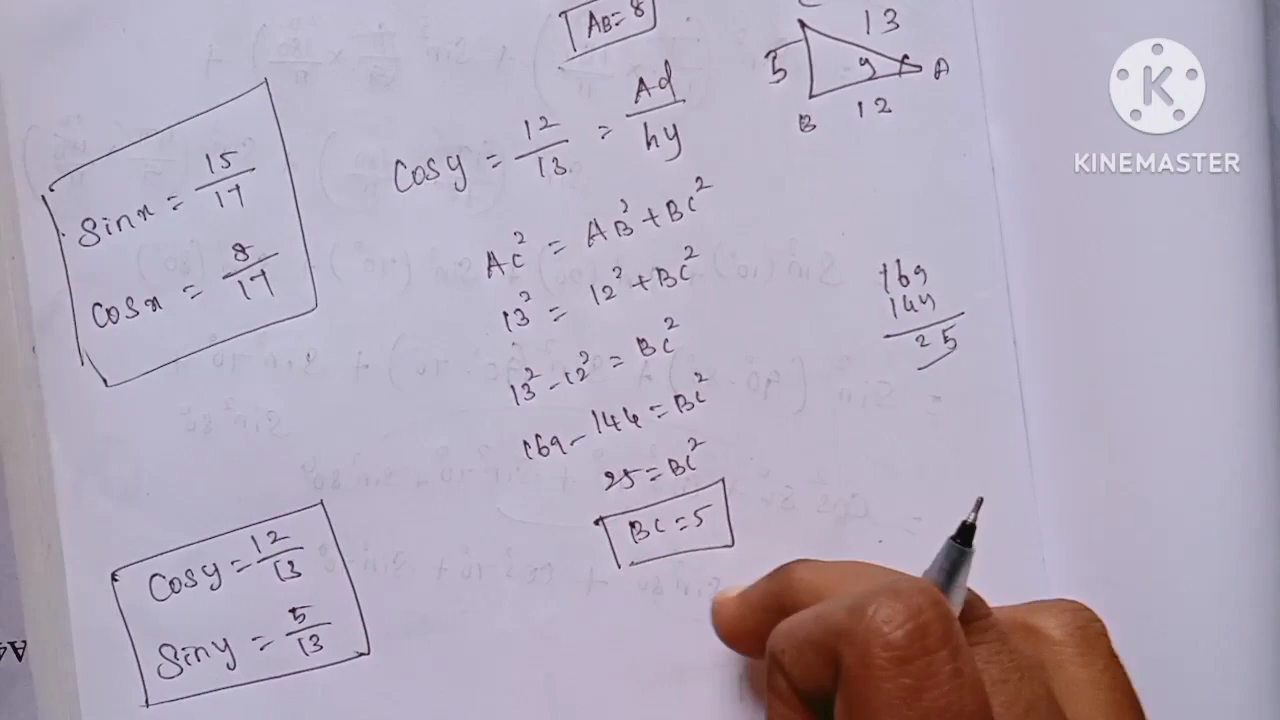 AB = 8
13
5
y
A
B
12
Cos y = 12/13 = Ad/hy
Sin x = 15/17
Cos x = 8/17
AC² = AB² + BC²
13² = 12² + BC²
13² - 12² = BC²
169 - 144 = BC²
25 = BC²
BC = 5
169
144
25
Cos y = 12/13
Sin y = 5/13
K
KINEMASTER
A4